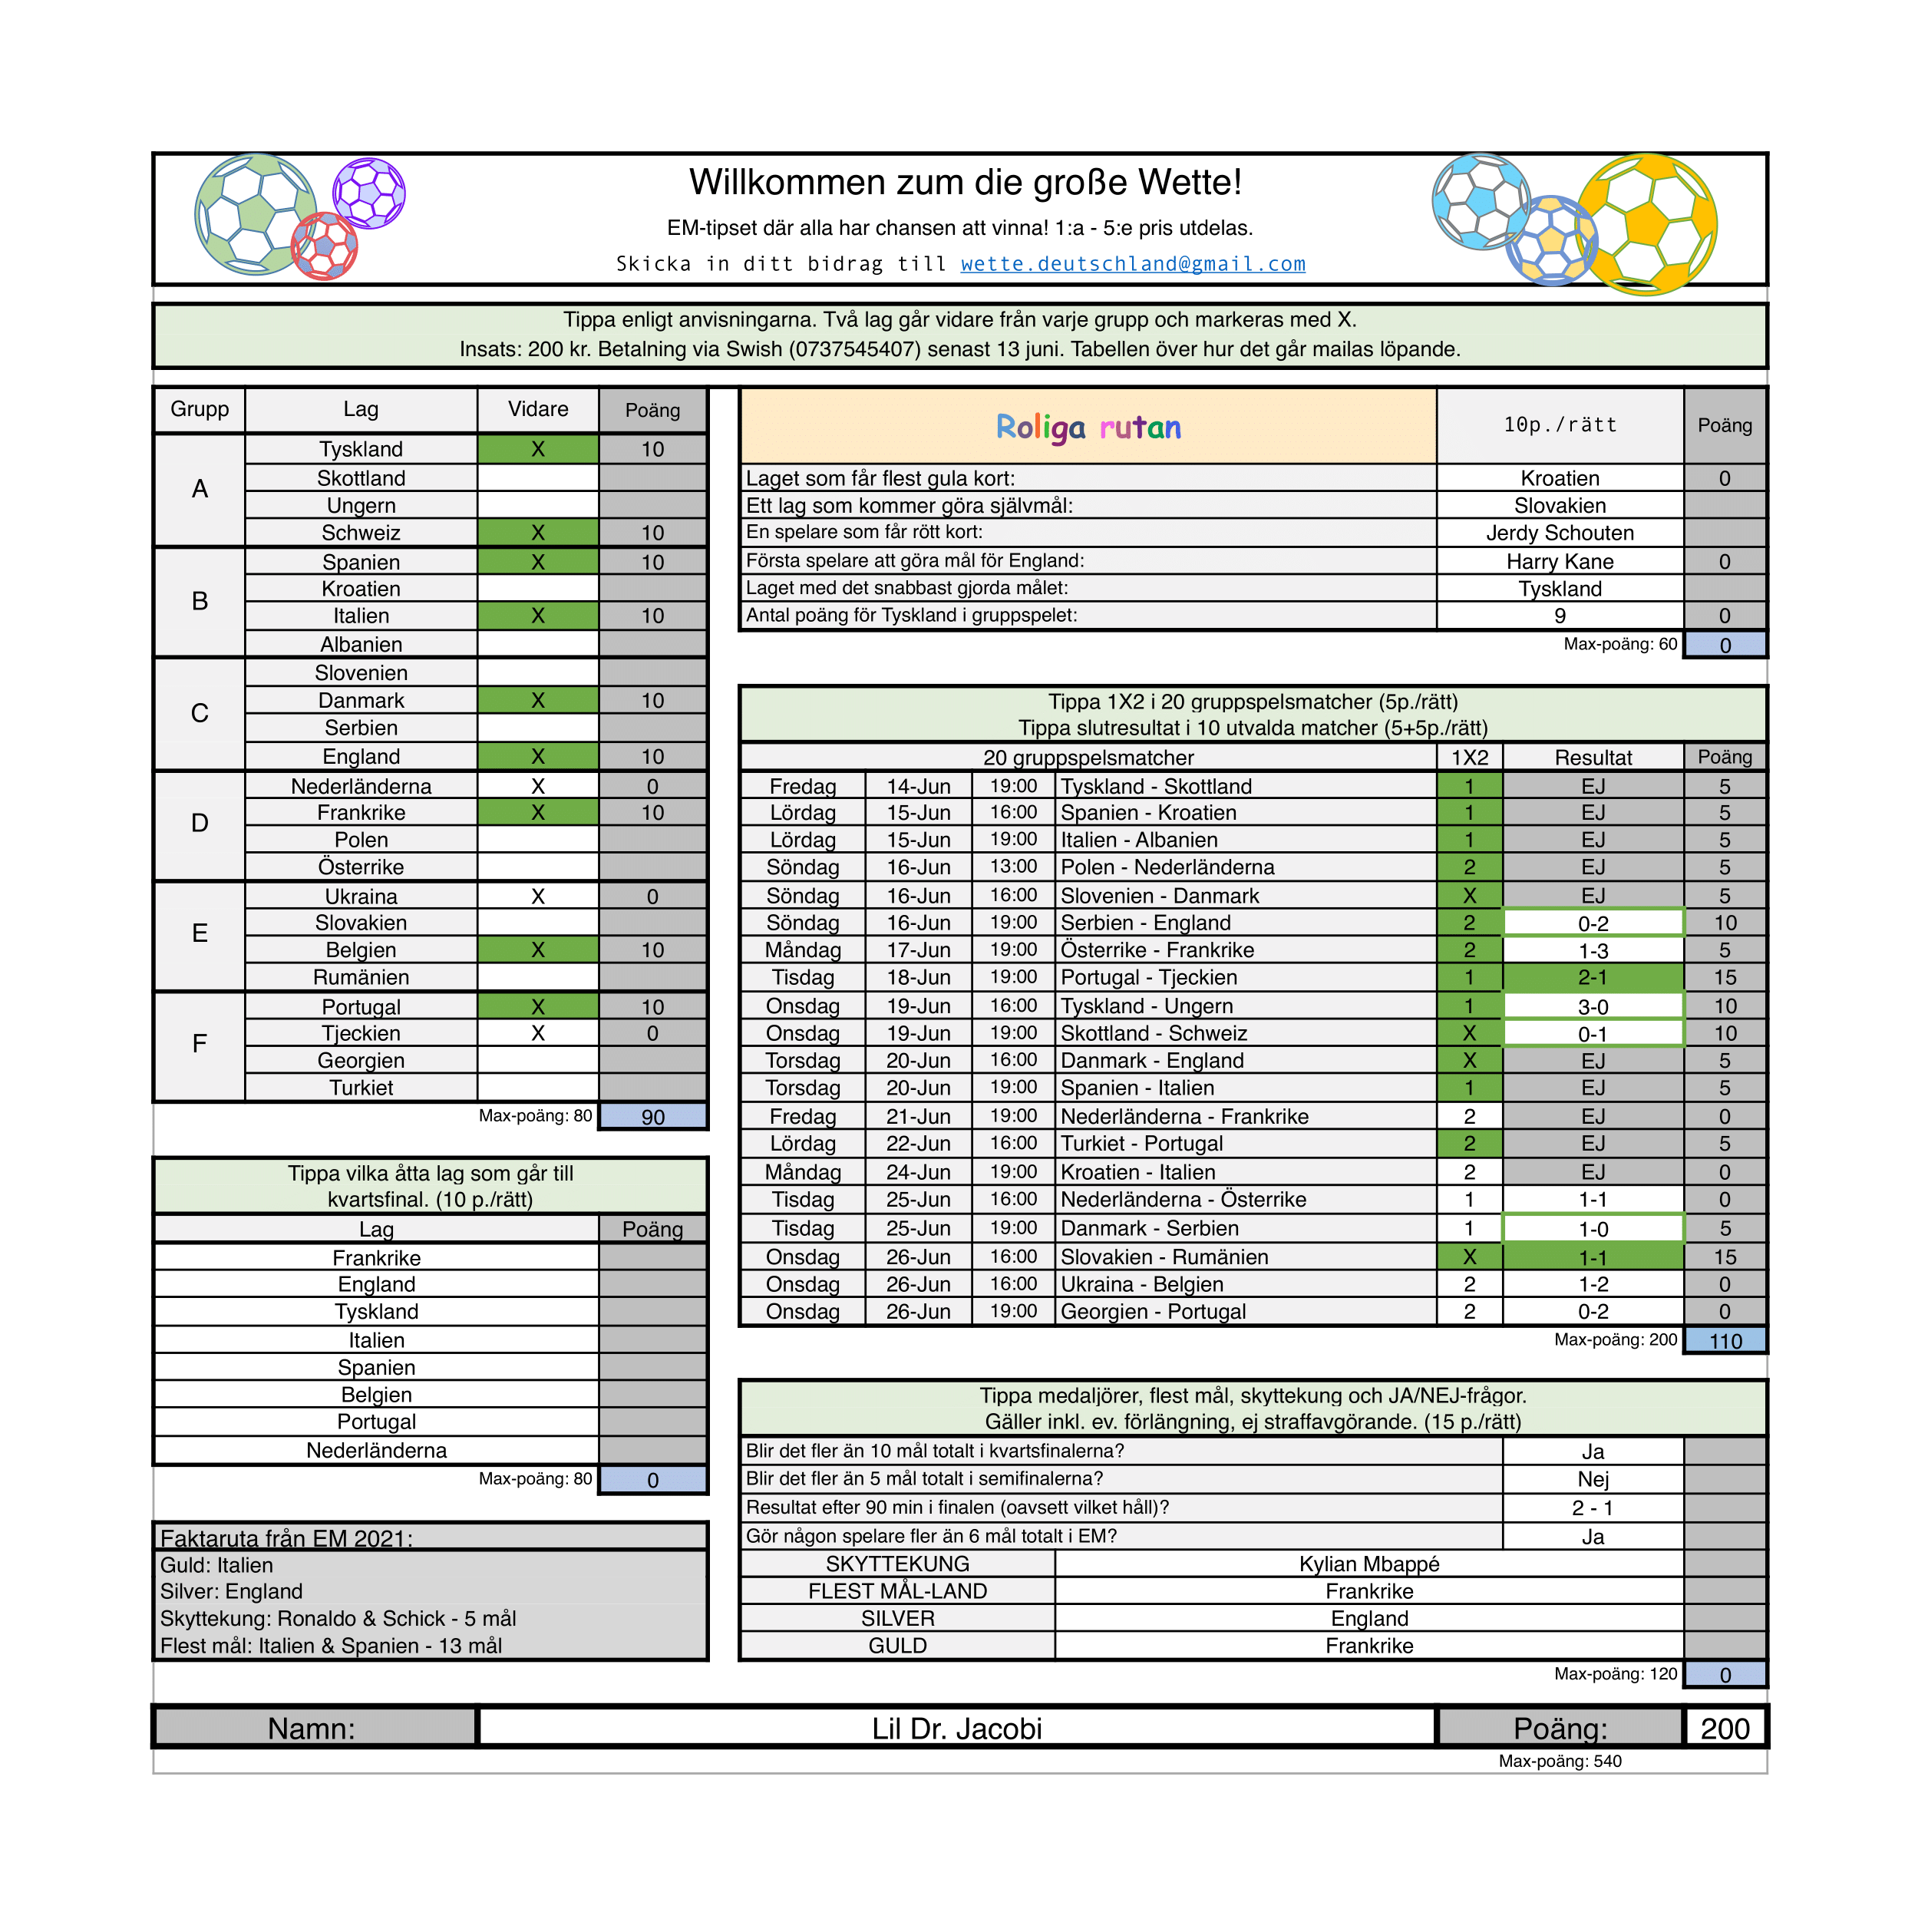 Willkommen zum die große Wette!
EM-tipset där alla har chansen att vinna! 1:a - 5:e pris utdelas.
Skicka in ditt bidrag till wette.deutschland@gmail.com
Tippa enligt anvisningarna. Två lag går vidare från varje grupp och markeras med X.
Insats: 200 kr. Betalning via Swish (0737545407) senast 13 juni. Tabellen över hur det går mailas löpande.
Grupp Lag Vidare Poäng
A
Tyskland X 10
Skottland
Ungern
Schweiz X 10
B
Spanien X 10
Kroatien
Italien X 10
Albanien
C
Slovenien
Danmark X 10
Serbien
England X 10
D
Nederländerna X 0
Frankrike X 10
Polen
Österrike
E
Ukraina X 0
Slovakien
Belgien X 10
Rumänien
F
Portugal X 10
Tjeckien X 0
Georgien
Turkiet
Max-poäng: 80 90
Tippa vilka åtta lag som går till
kvartsfinal. (10 p./rätt)
Lag Poäng
Frankrike
England
Tyskland
Italien
Spanien
Belgien
Portugal
Nederländerna
Max-poäng: 80 0
Faktaruta från EM 2021:
Guld: Italien
Silver: England
Skyttekung: Ronaldo & Schick - 5 mål
Flest mål: Italien & Spanien - 13 mål
Roliga rutan 10p./rätt Poäng
Laget som får flest gula kort: Kroatien 0
Ett lag som kommer göra självmål: Slovakien
En spelare som får rött kort: Jerdy Schouten
Första spelare att göra mål för England: Harry Kane 0
Laget med det snabbast gjorda målet: Tyskland
Antal poäng för Tyskland i gruppspelet: 9 0
Max-poäng: 60 0
Tippa 1X2 i 20 gruppspelsmatcher (5p./rätt)
Tippa slutresultat i 10 utvalda matcher (5+5p./rätt)
20 gruppspelsmatcher 1X2 Resultat Poäng
Fredag 14-Jun 19:00 Tyskland - Skottland 1 EJ 5
Lördag 15-Jun 16:00 Spanien - Kroatien 1 EJ 5
Lördag 15-Jun 19:00 Italien - Albanien 1 EJ 5
Söndag 16-Jun 13:00 Polen - Nederländerna 2 EJ 5
Söndag 16-Jun 16:00 Slovenien - Danmark X EJ 5
Söndag 16-Jun 19:00 Serbien - England 2 0-2 10
Måndag 17-Jun 19:00 Österrike - Frankrike 2 1-3 5
Tisdag 18-Jun 19:00 Portugal - Tjeckien 1 2-1 15
Onsdag 19-Jun 16:00 Tyskland - Ungern 1 3-0 10
Onsdag 19-Jun 19:00 Skottland - Schweiz X 0-1 10
Torsdag 20-Jun 16:00 Danmark - England X EJ 5
Torsdag 20-Jun 19:00 Spanien - Italien 1 EJ 5
Fredag 21-Jun 19:00 Nederländerna - Frankrike 2 EJ 0
Lördag 22-Jun 16:00 Turkiet - Portugal 2 EJ 5
Måndag 24-Jun 19:00 Kroatien - Italien 2 EJ 0
Tisdag 25-Jun 16:00 Nederländerna - Österrike 1 1-1 0
Tisdag 25-Jun 19:00 Danmark - Serbien 1 1-0 5
Onsdag 26-Jun 16:00 Slovakien - Rumänien X 1-1 15
Onsdag 26-Jun 16:00 Ukraina - Belgien 2 1-2 0
Onsdag 26-Jun 19:00 Georgien - Portugal 2 0-2 0
Max-poäng: 200 110
Tippa medaljörer, flest mål, skyttekung och JA/NEJ-frågor.
Gäller inkl. ev. förlängning, ej straffavgörande. (15 p./rätt)
Blir det fler än 10 mål totalt i kvartsfinalerna? Ja
Blir det fler än 5 mål totalt i semifinalerna? Nej
Resultat efter 90 min i finalen (oavsett vilket håll)? 2 - 1
Gör någon spelare fler än 6 mål totalt i EM? Ja
SKYTTEKUNG Kylian Mbappé
FLEST MÅL-LAND Frankrike
SILVER England
GULD Frankrike
Max-poäng: 120 0
Namn: Lil Dr. Jacobi Poäng: 200
Max-poäng: 540